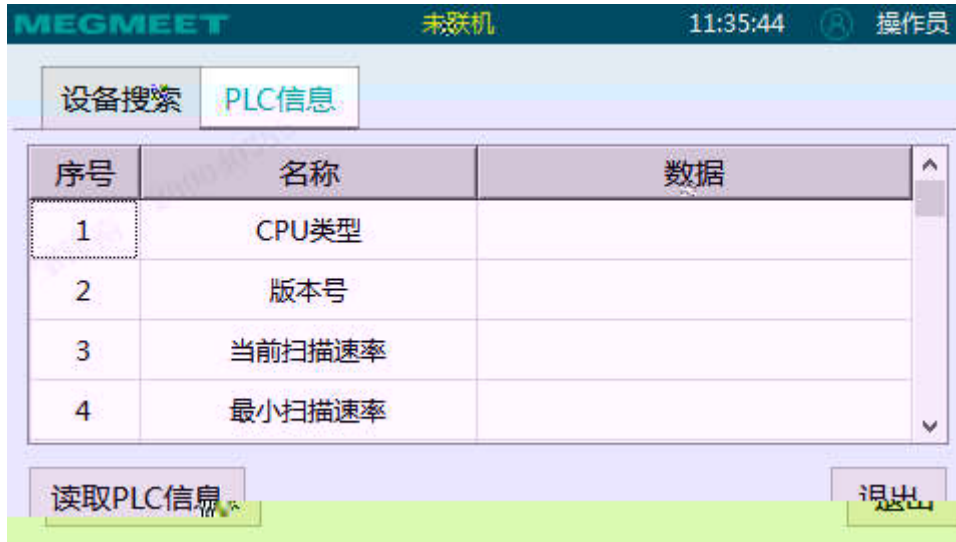 MEGMEET 未联机 11:35:44 操作员
设备搜索 PLC信息
序号 名称 数据
1 CPU类型
2 版本号
3 当前扫描速率
4 最小扫描速率
读取PLC信息 退出